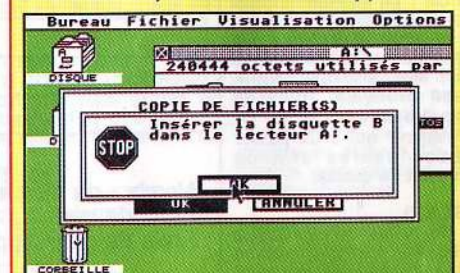 Bureau Fichier Visualisation Options
A:\
240444 octets utilisés par
DISQUE
COPIE DE FICHIER(S)
Insérer la disquette B
dans le lecteur A:.
STOP
OK
OK ANNULER
CORBEILLE